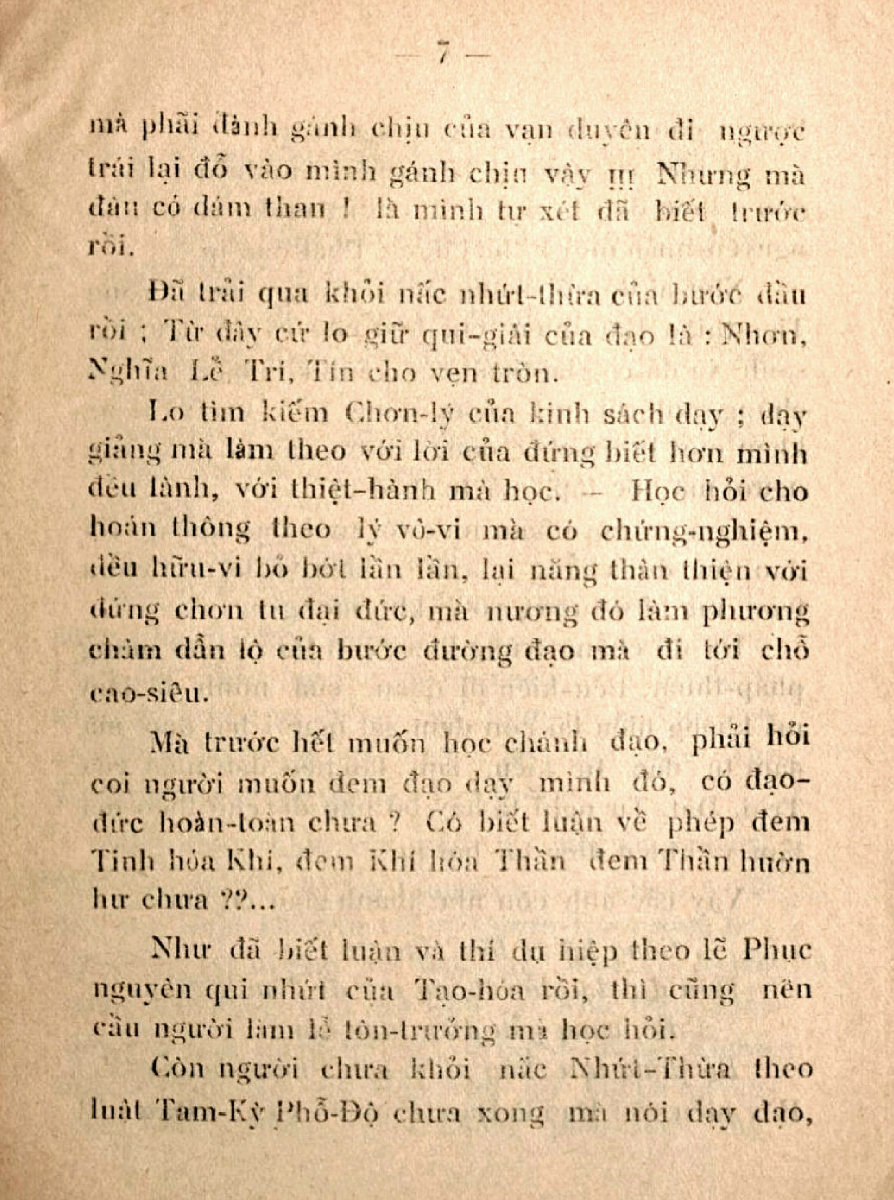 — 7 —
mà phãi đành gánh chịu của vạn duyên đi ngược
trái lại đổ vào mình gánh chịu vậy !!! Nhưng mà
đâu có dám than ! là mình tự xét đã biết trước
rồi.
Đã trải qua khỏi nấc nhứt-thừa của bước đầu
rồi ; Từ đây cứ lo giữ qui-giái của đạo là : Nhơn,
Nghĩa Lễ Trí, Tín cho vẹn tròn.
Lo tìm kiếm Chơn-lý của kinh sách dạy ; dạy
giảng mà làm theo với lời của đứng biết hơn mình
đều lành, với thiệt-hành mà học. — Học hỏi cho
hoán thông theo lý vô-vi mà có chứng-nghiệm,
đều hữu-vi bỏ bớt lần lần, lại năng thân thiện với
đứng chơn tu đại đức, mà nương đó làm phương
châm dẫn lộ của bước đường đạo mà đi tới chỗ
cao-siêu.
Mà trước hết muốn học chánh đạo, phải hỏi
coi người muốn đem đạo dạy mình đó, có đạo-
đức hoàn-toàn chưa ? Có biết luận về phép đem
Tinh hóa Khí, đem Khí hóa Thần đem Thần huờn
hư chưa ??...
Như đã biết luận và thí dụ hiệp theo lẽ Phục
nguyên qui nhứt của Tạo-hóa rồi, thì cũng nên
cầu người làm lễ tôn-trưởng mà học hỏi.
Còn người chưa khỏi nấc Nhứt-Thừa theo
luật Tam-Kỳ Phổ-Độ chưa xong mà nói dạy đạo,